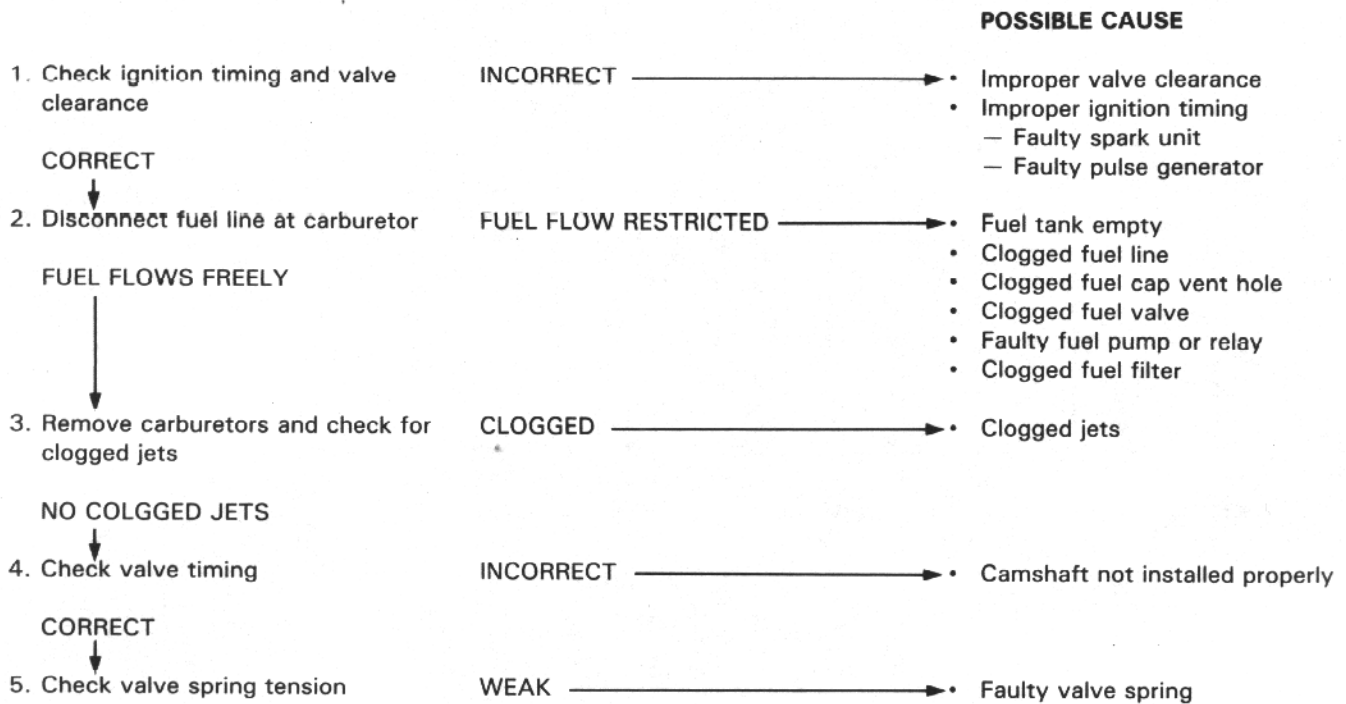 POSSIBLE CAUSE
1. Check ignition timing and valve clearance
INCORRECT
• Improper valve clearance
• Improper ignition timing
— Faulty spark unit
— Faulty pulse generator
CORRECT
2. Disconnect fuel line at carburetor
FUEL FLOW RESTRICTED
• Fuel tank empty
• Clogged fuel line
• Clogged fuel cap vent hole
• Clogged fuel valve
• Faulty fuel pump or relay
• Clogged fuel filter
FUEL FLOWS FREELY
3. Remove carburetors and check for
clogged jets
CLOGGED
• Clogged jets
NO COLGGED JETS
4. Check valve timing
INCORRECT
• Camshaft not installed properly
CORRECT
5. Check valve spring tension
WEAK
• Faulty valve spring